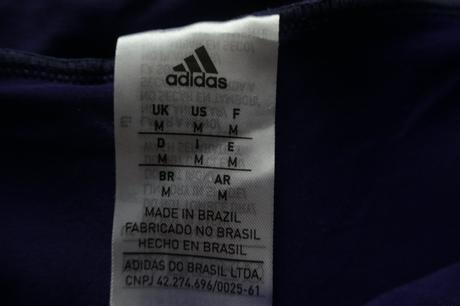 adidas
UK US F
M M M
D I E
M M M
BR AR
M M
MADE IN BRAZIL
FABRICADO NO BRASIL
HECHO EN BRASIL
ADIDAS DO BRASIL LTDA.
CNPJ 42.274.696/0025-61